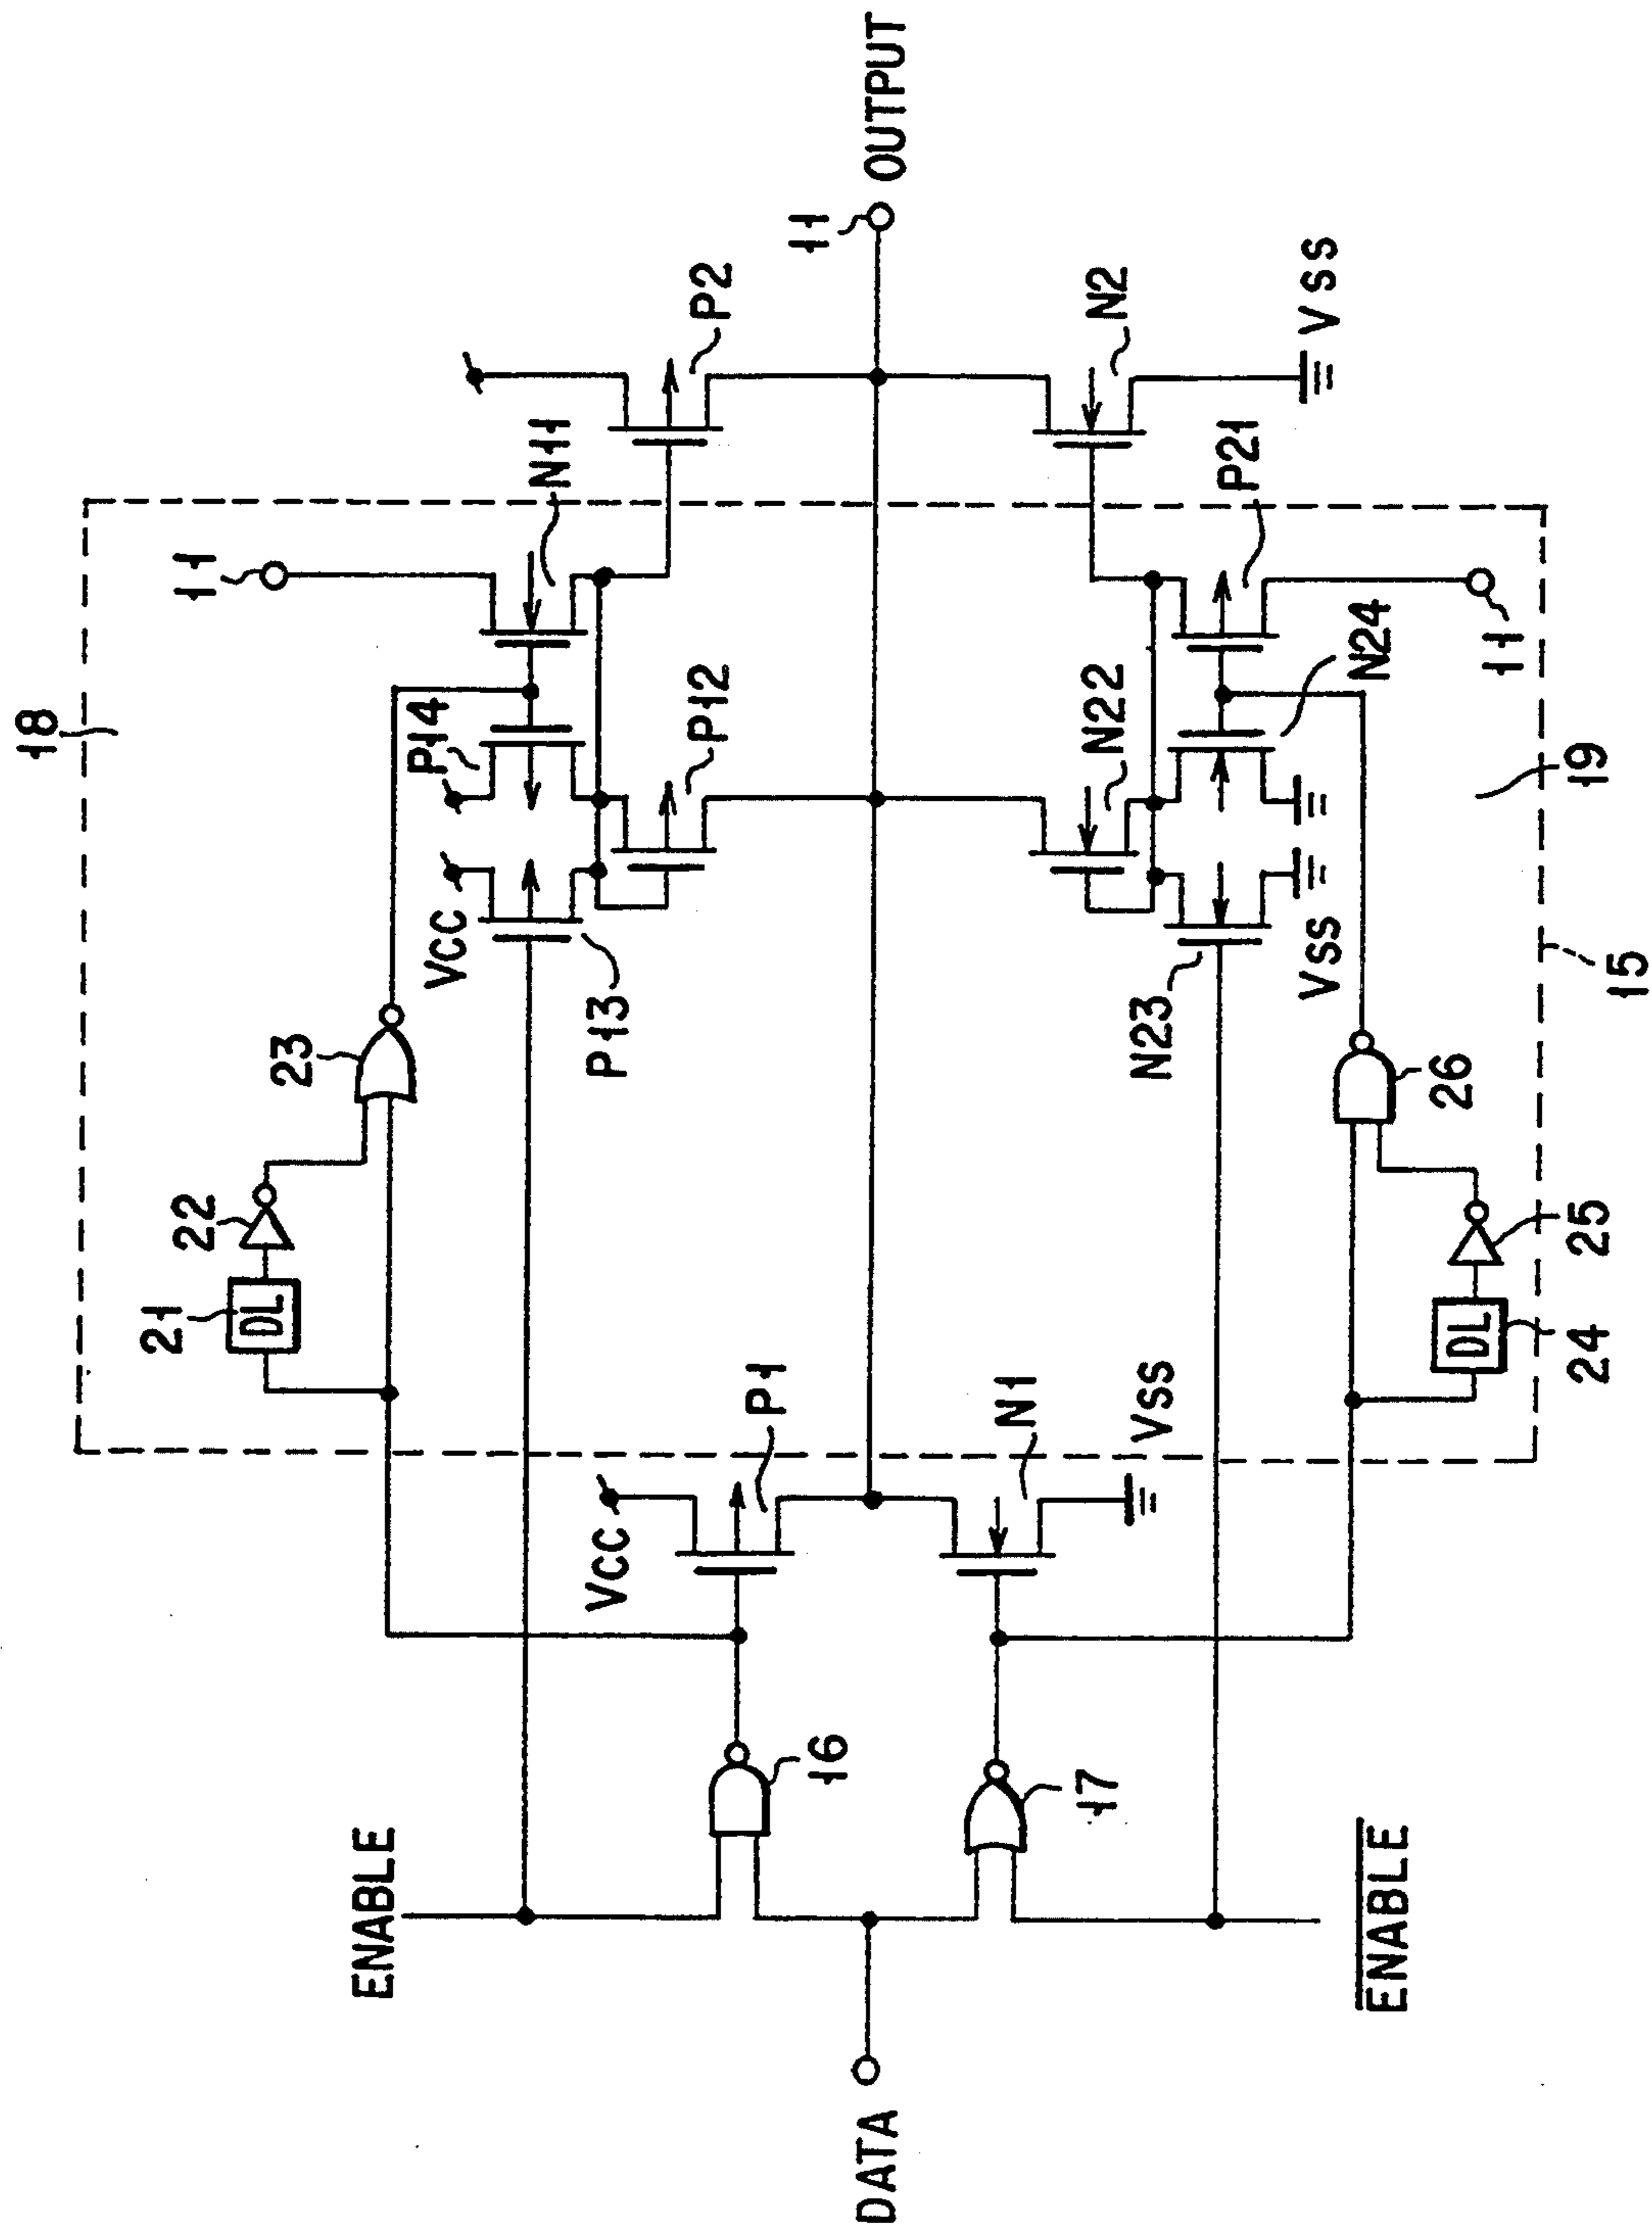 18
11
N11
P2
11 OUTPUT
P14
P12
VCC
P13
23
22
21
DL
N2
VSS
P21
N24
N22
11
19
15
N23
VSS
26
25
DL
24
VCC
P1
N1
VSS
ENABLE
16
17
ENABLE
DATA